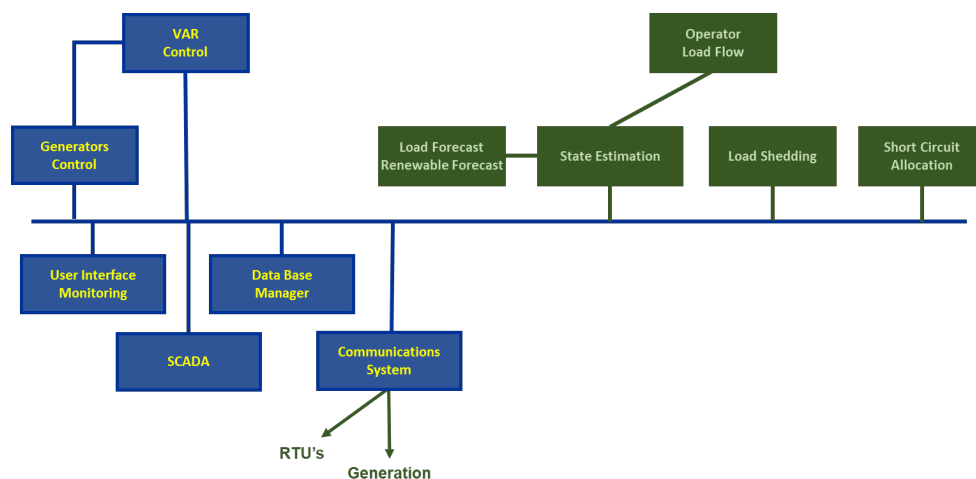 VAR
Control
Operator
Load Flow
Generators
Control
Load Forecast
Renewable Forecast
State Estimation
Load Shedding
Short Circuit
Allocation
User Interface
Monitoring
Data Base
Manager
SCADA
Communications
System
RTU's
Generation